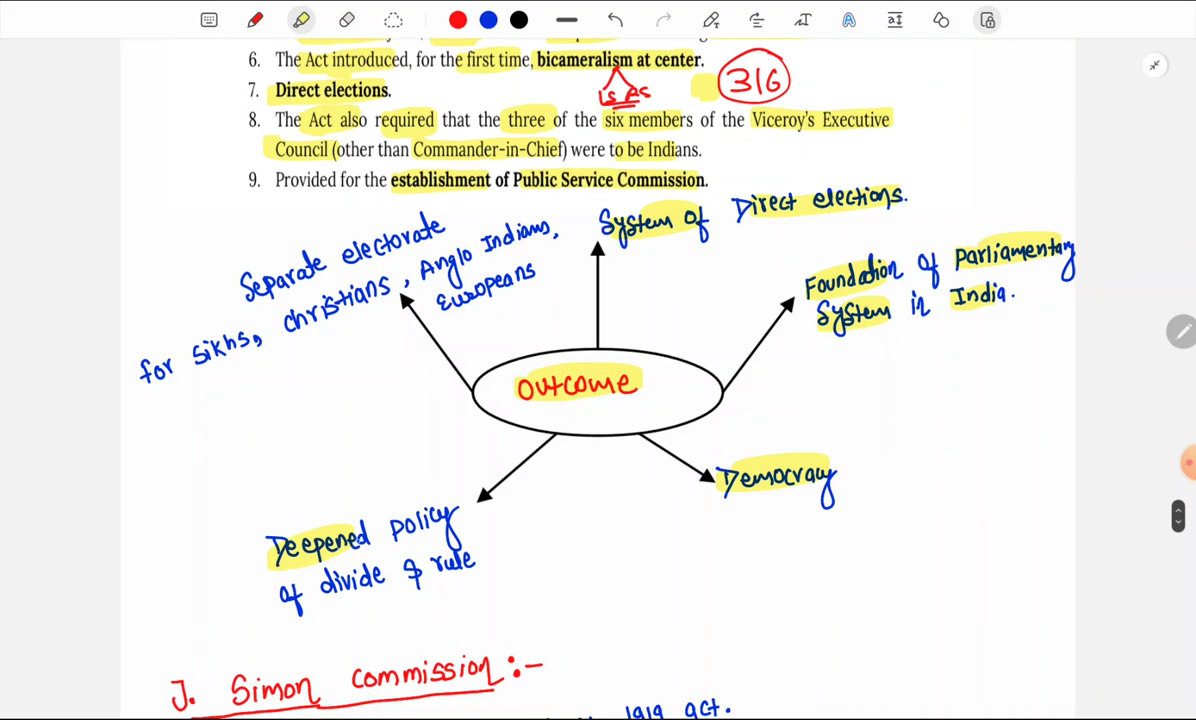 6. The Act introduced, for the first time, bicameralism at center.
LS RS
316
7. Direct elections.
8. The Act also required that the three of the six members of the Viceroy's Executive
Council (other than Commander-in-Chief) were to be Indians.
9. Provided for the establishment of Public Service Commission.
System of Direct elections.
Separate electorate
for Sikhs, christians, Anglo Indians,
Europeans
Foundation of Parliamentary
System in India.
OUTCOME
Democracy
Deepened policy
of divide & rule
J. Simon Commission :-
1919 act.